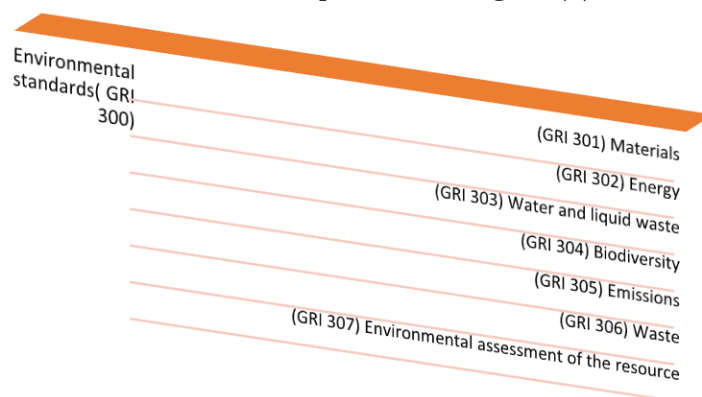 Environmental
standards( GRI
300)
(GRI 301) Materials
(GRI 302) Energy
(GRI 303) Water and liquid waste
(GRI 304) Biodiversity
(GRI 305) Emissions
(GRI 306) Waste
(GRI 307) Environmental assessment of the resource